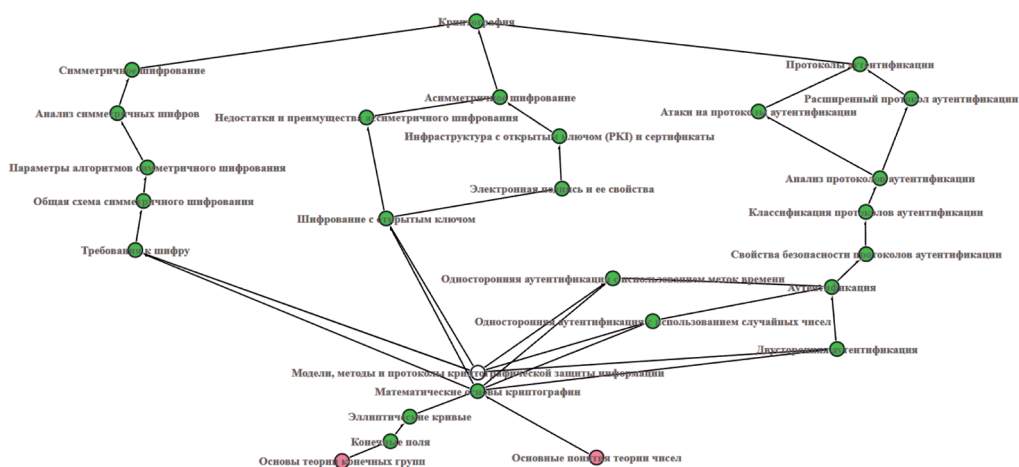 Криптография
Симметричное шифрование
Протоколы аутентификации
Асимметричное шифрование
Расширенный протокол аутентификации
Анализ симметричных шифров
Недостатки и преимущества ассиметричного шифрования
Атаки на протоколы аутентификации
Инфраструктура с открытым ключом (PKI) и сертификаты
Параметры алгоритмов симметричного шифрования
Анализ протоколов аутентификации
Электронная подпись и ее свойства
Общая схема симметричного шифрования
Классификация протоколов аутентификации
Шифрование с открытым ключом
Требования к шифру
Свойства безопасности протоколов аутентификации
Односторонняя аутентификация с использованием меток времени
Аутентификация
Односторонняя аутентификация с использованием случайных чисел
Двусторонняя аутентификация
Модели, методы и протоколы криптографической защиты информации
Математические основы криптографии
Эллиптические кривые
Конечные поля
Основы теории конечных групп
Основные понятия теории чисел